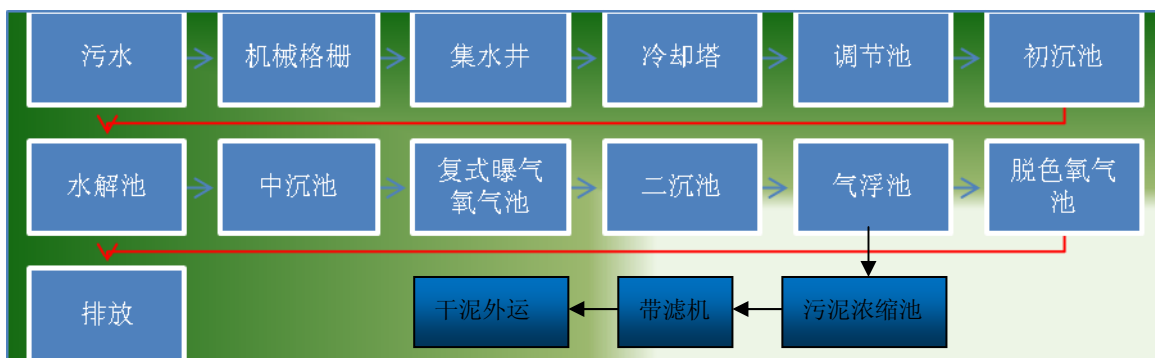 污水
机械格栅
集水井
冷却塔
调节池
初沉池
水解池
中沉池
复式曝气
氧气池
二沉池
气浮池
脱色氧气
池
排放
干泥外运
带滤机
污泥浓缩池